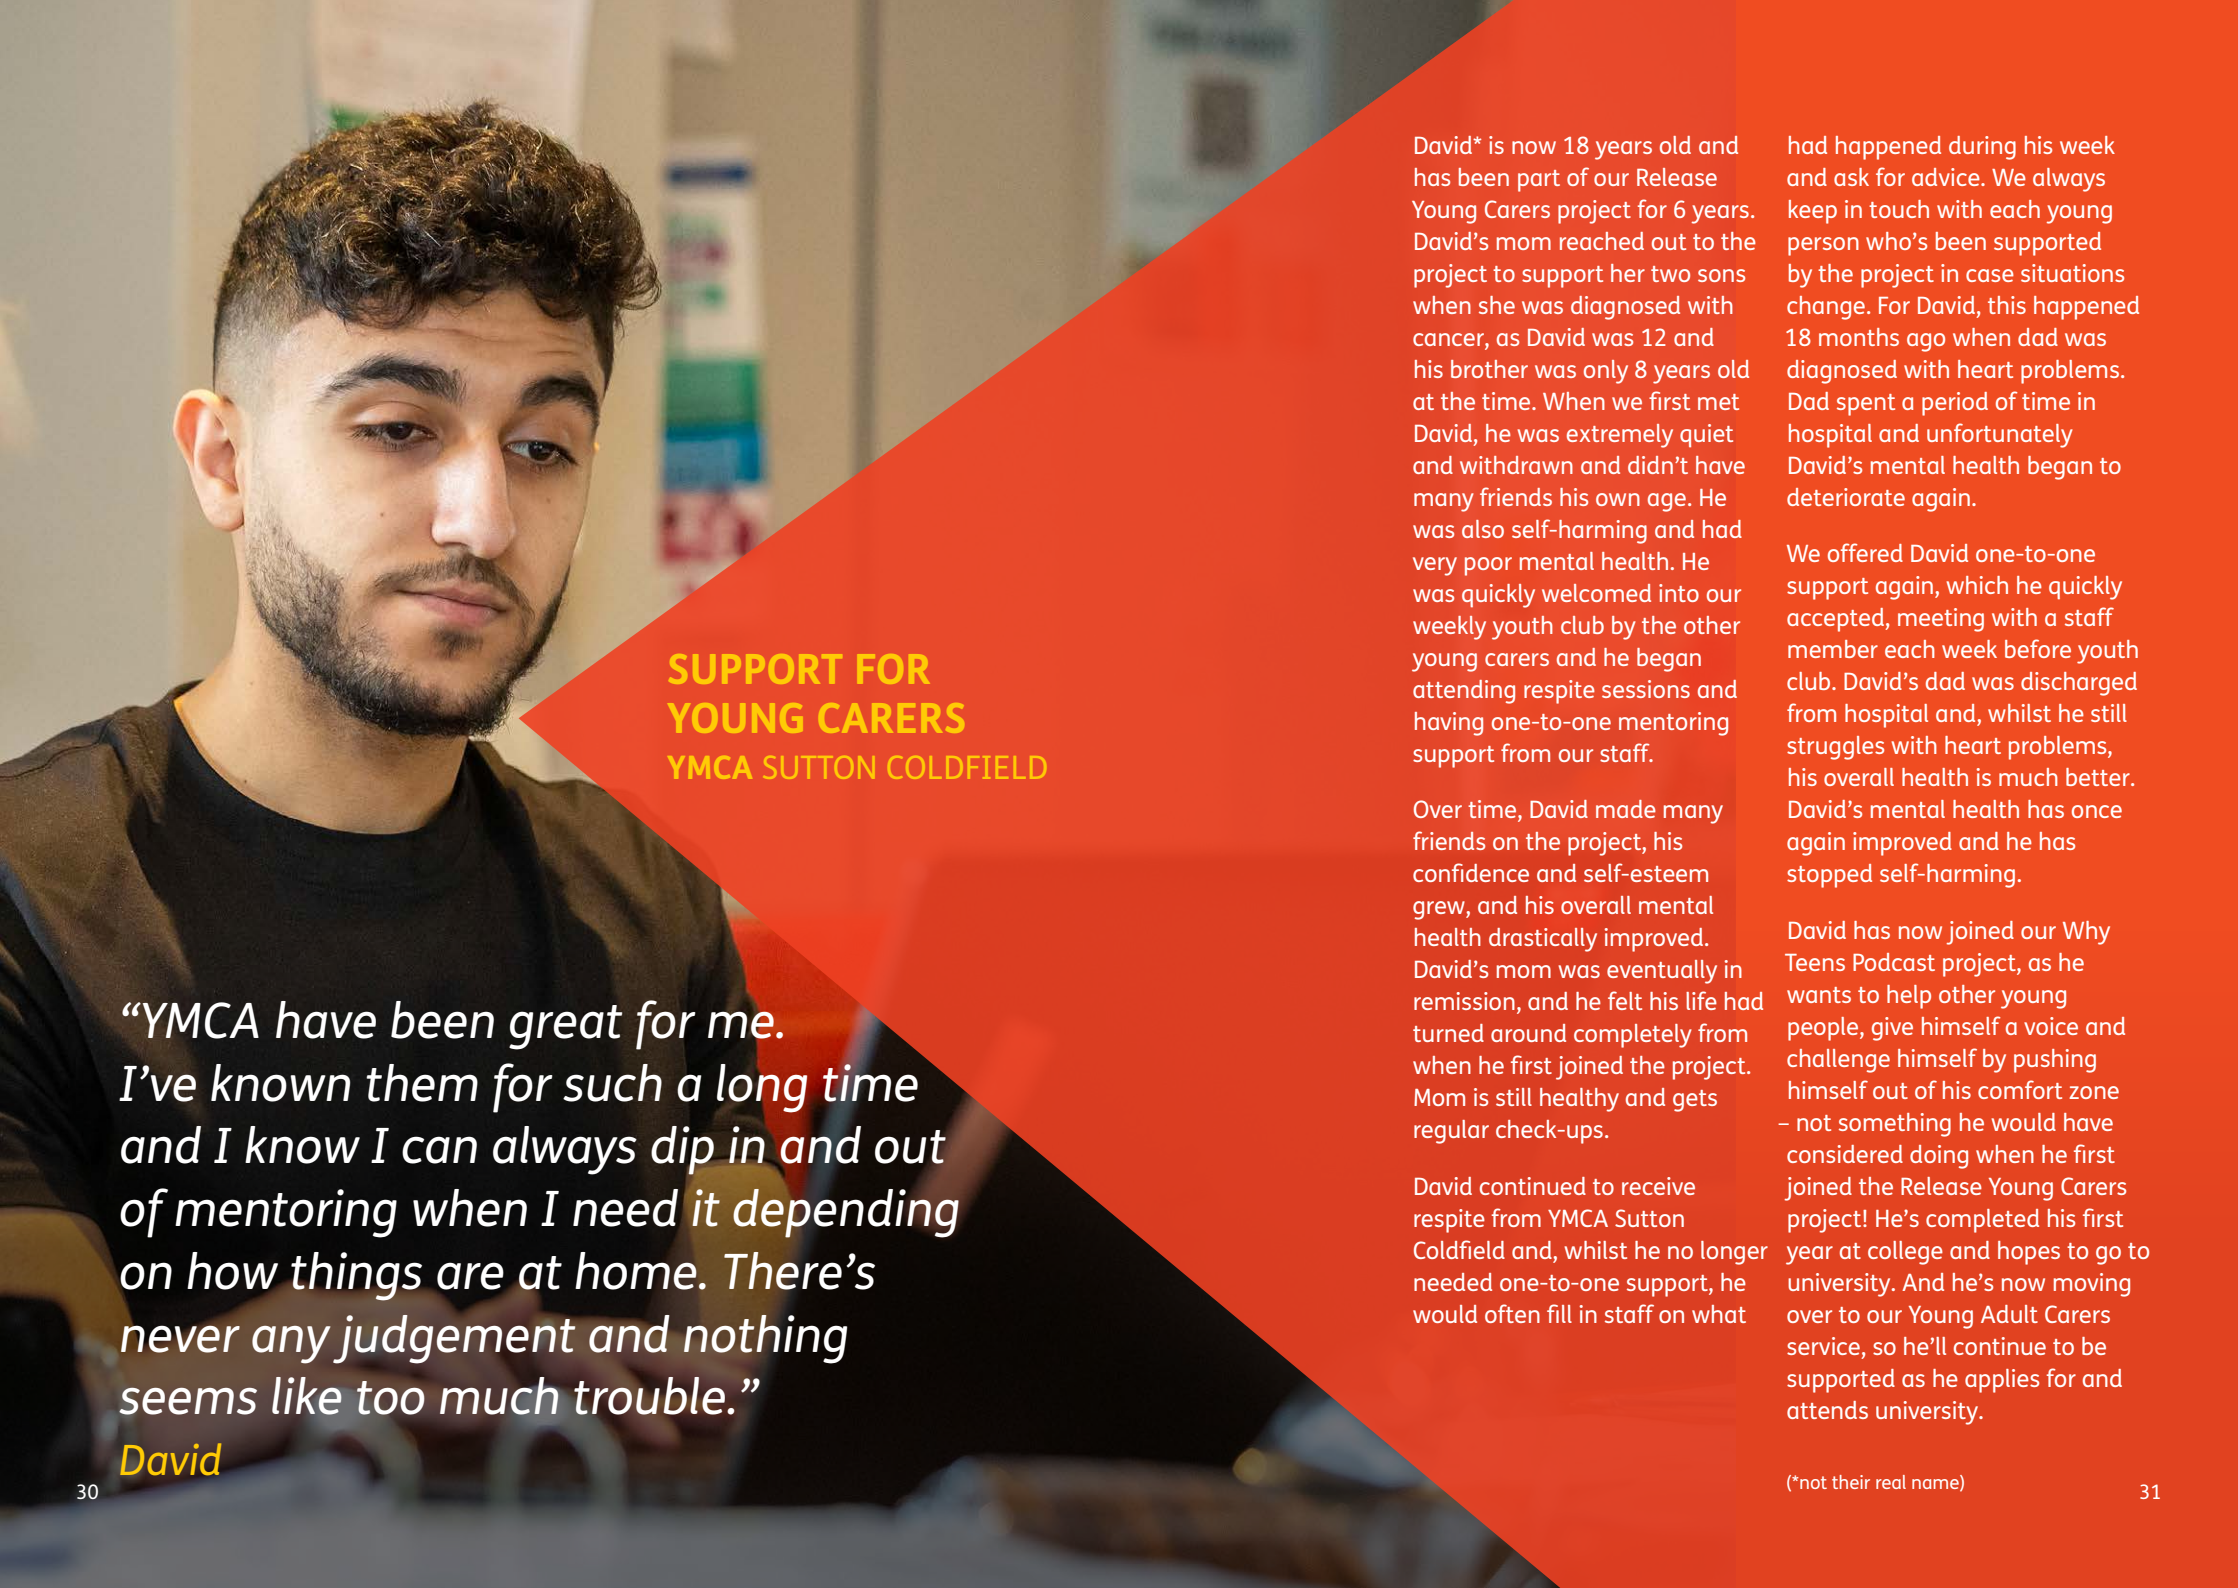 SUPPORT FOR
YOUNG CARERS
YMCA SUTTON COLDFIELD
“YMCA have been great for me.
I’ve known them for such a long time
and I know I can always dip in and out
of mentoring when I need it depending
on how things are at home. There’s
never any judgement and nothing
seems like too much trouble.”
David
30
David* is now 18 years old and
has been part of our Release
Young Carers project for 6 years.
David’s mom reached out to the
project to support her two sons
when she was diagnosed with
cancer, as David was 12 and
his brother was only 8 years old
at the time. When we first met
David, he was extremely quiet
and withdrawn and didn’t have
many friends his own age. He
was also self-harming and had
very poor mental health. He
was quickly welcomed into our
weekly youth club by the other
young carers and he began
attending respite sessions and
having one-to-one mentoring
support from our staff.
Over time, David made many
friends on the project, his
confidence and self-esteem
grew, and his overall mental
health drastically improved.
David’s mom was eventually in
remission, and he felt his life had
turned around completely from
when he first joined the project.
Mom is still healthy and gets
regular check-ups.
David continued to receive
respite from YMCA Sutton
Coldfield and, whilst he no longer
needed one-to-one support, he
would often fill in staff on what
had happened during his week
and ask for advice. We always
keep in touch with each young
person who’s been supported
by the project in case situations
change. For David, this happened
18 months ago when dad was
diagnosed with heart problems.
Dad spent a period of time in
hospital and unfortunately
David’s mental health began to
deteriorate again.
We offered David one-to-one
support again, which he quickly
accepted, meeting with a staff
member each week before youth
club. David’s dad was discharged
from hospital and, whilst he still
struggles with heart problems,
his overall health is much better.
David’s mental health has once
again improved and he has
stopped self-harming.
David has now joined our Why
Teens Podcast project, as he
wants to help other young
people, give himself a voice and
challenge himself by pushing
himself out of his comfort zone
– not something he would have
considered doing when he first
joined the Release Young Carers
project! He’s completed his first
year at college and hopes to go to
university. And he’s now moving
over to our Young Adult Carers
service, so he’ll continue to be
supported as he applies for and
attends university.
(*not their real name)
31